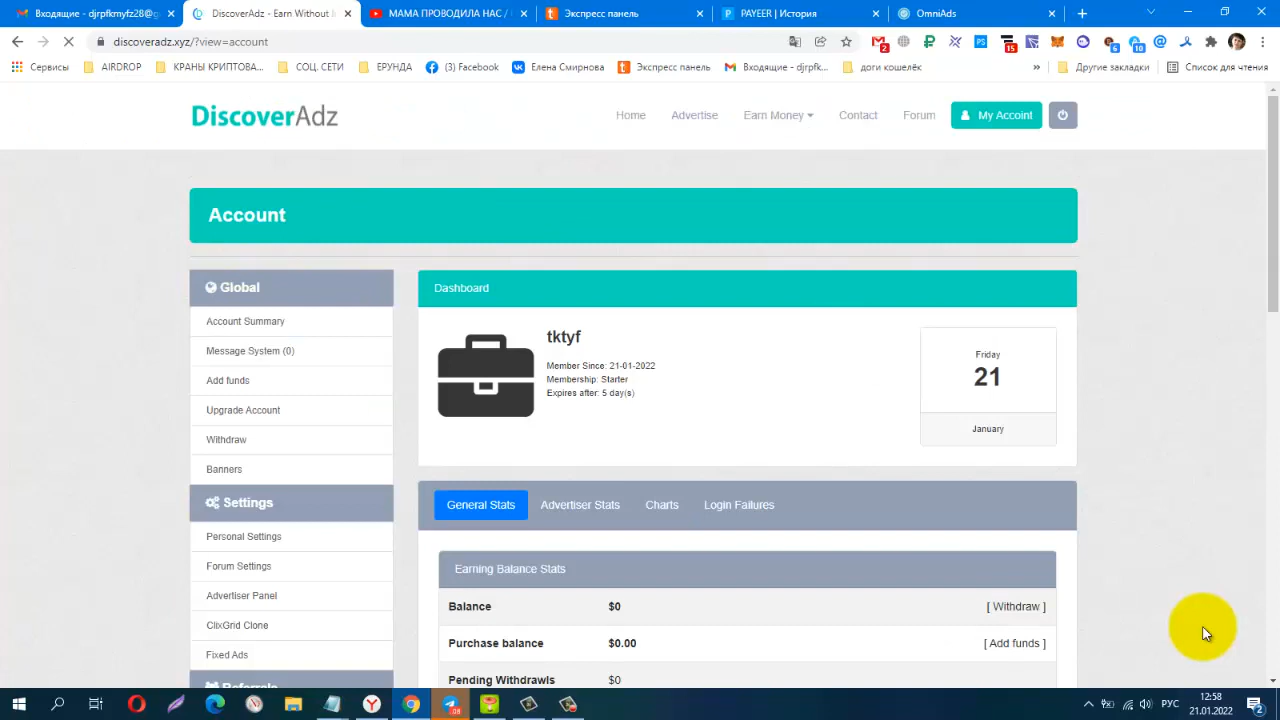 Входящие - djrpfkmyfz28@g
DiscoverAdz - Earn Without I
МАМА ПРОВОДИЛА НАС /
Экспресс панель
PAYEER | История
OmniAds
discoveradz.xyz/?view=account
Сервисы
AIRDROP
КРАНЫ КРИПТОВА...
СОЦ. СЕТИ
ЕРУНДА
(3) Facebook
Елена Смирнова
Экспресс панель
Входящие - djrpfk...
доги кошелёк
»
Другие закладки
Список для чтения
DiscoverAdz
Home
Advertise
Earn Money
Contact
Forum
My Accoint
Account
Global
Account Summary
Message System (0)
Add funds
Upgrade Account
Withdraw
Banners
Settings
Personal Settings
Forum Settings
Advertiser Panel
ClixGrid Clone
Fixed Ads
Referrals
Dashboard
tktyf
Member Since: 21-01-2022
Membership: Starter
Expires after: 5 day(s)
Friday
21
January
General Stats
Advertiser Stats
Charts
Login Failures
Earning Balance Stats
Balance $0 [ Withdraw ]
Purchase balance $0.00 [ Add funds ]
Pending Withdrawls $0
РУС
12:58
21.01.2022